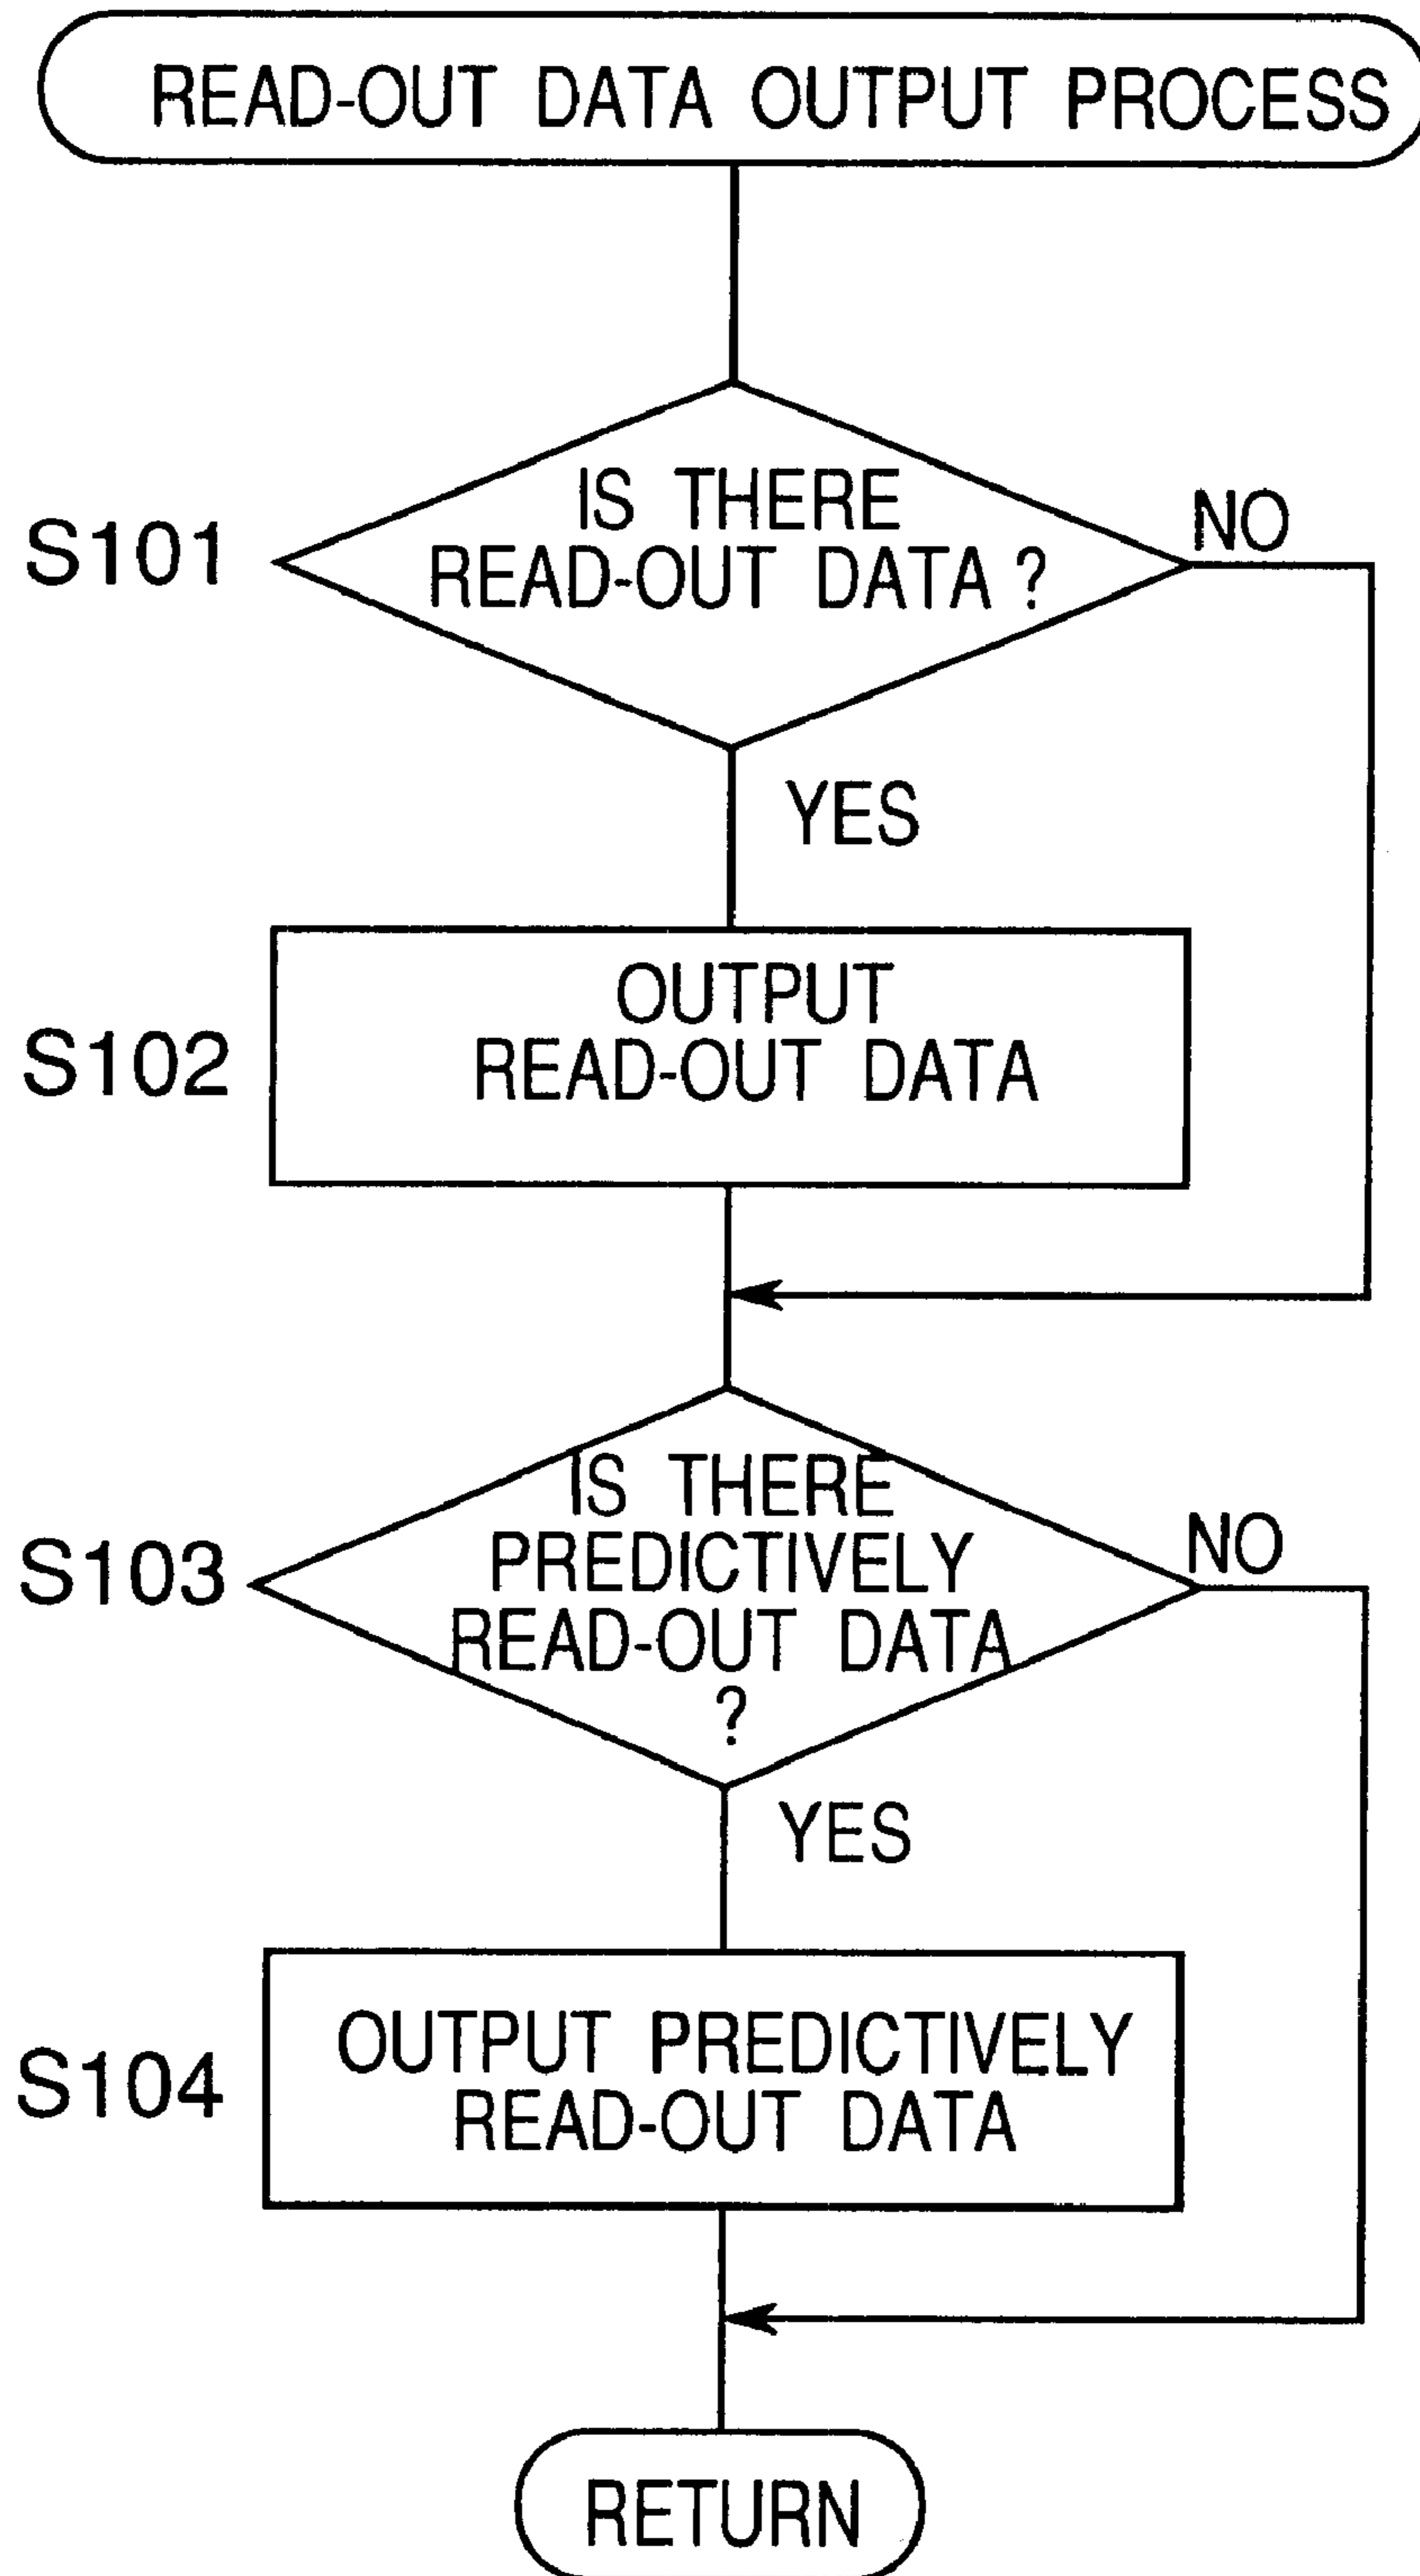 READ-OUT DATA OUTPUT PROCESS
IS THERE
READ-OUT DATA ?
NO
S101
YES
OUTPUT
READ-OUT DATA
S102
IS THERE
PREDICTIVELY
READ-OUT DATA
?
NO
S103
YES
OUTPUT PREDICTIVELY
READ-OUT DATA
S104
RETURN